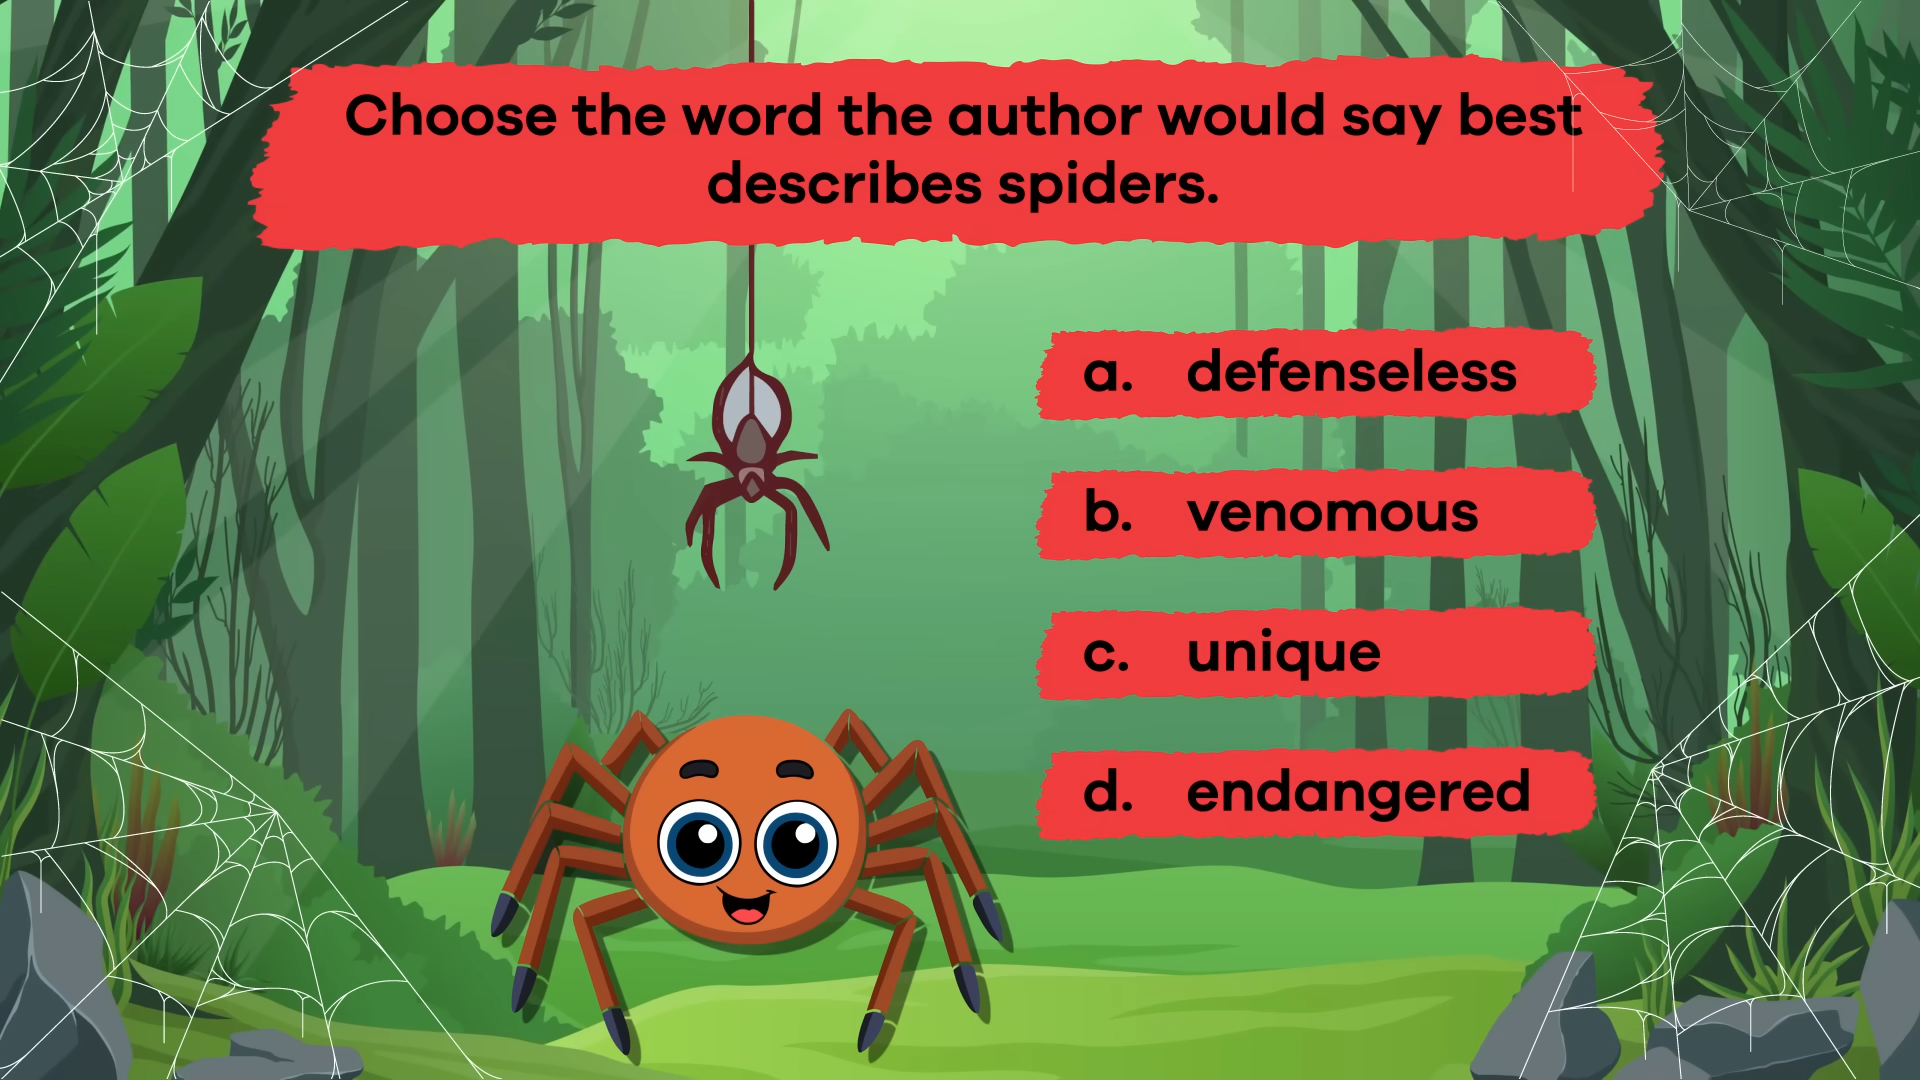 Choose the word the author would say best
describes spiders.
a. defenseless
b. venomous
c. unique
d. endangered